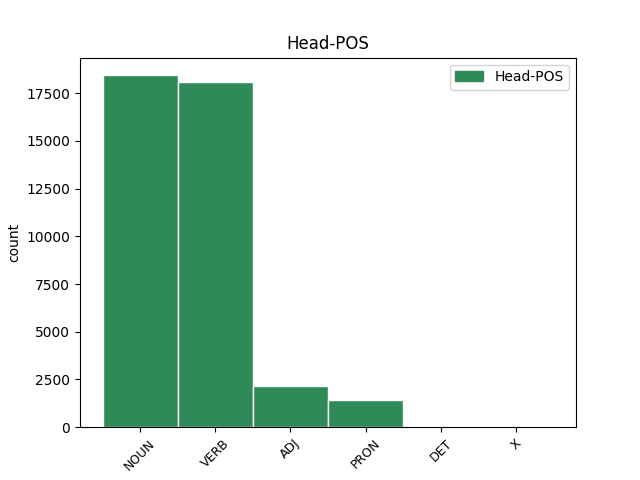 Head-POS
Head-POS
17500
15000
12500
10000
7500
5000
2500
0
count
NOUN
VERB
ADJ
PRON
DET
X